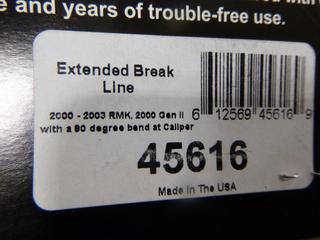 e and years of trouble-free use.
Extended Break
Line
2000 - 2003 RMK, 2000 Gen II
with a 90 degree bend at Caliper
6 12569 45616 9
45616
Made In The USA